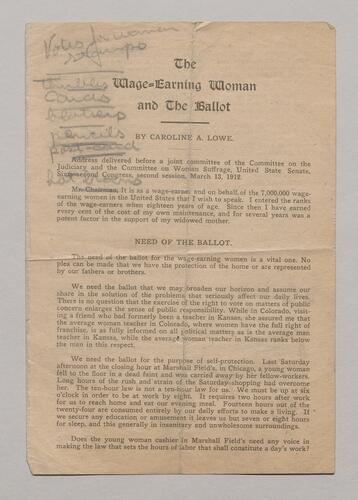 Votes for Women
thimbles
Cards
blotters
pencils
post-card
The
Wage-Earning Woman
and The Ballot
BY CAROLINE A. LOWE.
Address delivered before a joint committee of the Committee on the
Judiciary and the Committee on Woman Suffrage, United State Senate,
Sixty-second Congress, second session, March 13, 1912.
Mr. Chairman, It is as a wage-earner and on behalf of the 7,000,000 wage-
earning women in the United States that I wish to speak. I entered the ranks
of the wage-earners when eighteen years of age. Since then I have earned
every cent of the cost of my own maintenance, and for several years was a
potent factor in the support of my widowed mother.
NEED OF THE BALLOT.
The need of the ballot for the wage-earning women is a vital one. No
plea can be made that we have the protection of the home or are represented
by our fathers or brothers.
We need the ballot that we may broaden our horizon and assume our
share in the solution of the problems that seriously affect our daily lives.
There is no question that the exercise of the right to vote on matters of public
concern enlarges the sense of public responsibility. While in Colorado, visit-
ing a friend who had formerly been a teacher in Kansas, she assured me that
the average woman teacher in Colorado, where women have the full right of
franchise, is as fully informed on all political matters as is the average man
teacher in Kansas, while the average woman teacher in Kansas ranks below
the man in this respect.
We need the ballot for the purpose of self-protection. Last Saturday
afternoon at the closing hour at Marshall Field's, in Chicago, a young woman
fell to the floor in a dead faint and was carried away by her fellow-workers.
Long hours of the rush and strain of the Saturday-shopping had overcome
her. The ten-hour law is not a ten-hour law for us. We must be up at six
o'clock in order to be at work by eight. It requires two hours after work
for us to reach home and eat our evening meal. Fourteen hours out of the
twenty-four are consumed entirely by our daily efforts to make a living. If
we secure any education or amusement it leaves us but seven or eight hours
for sleep, and this generally in insanitary and unwholesome surroundings.
Does the young woman cashier in Marshall Field's need any voice in
making the law that sets the hours of labor that shall constitute a day's work?